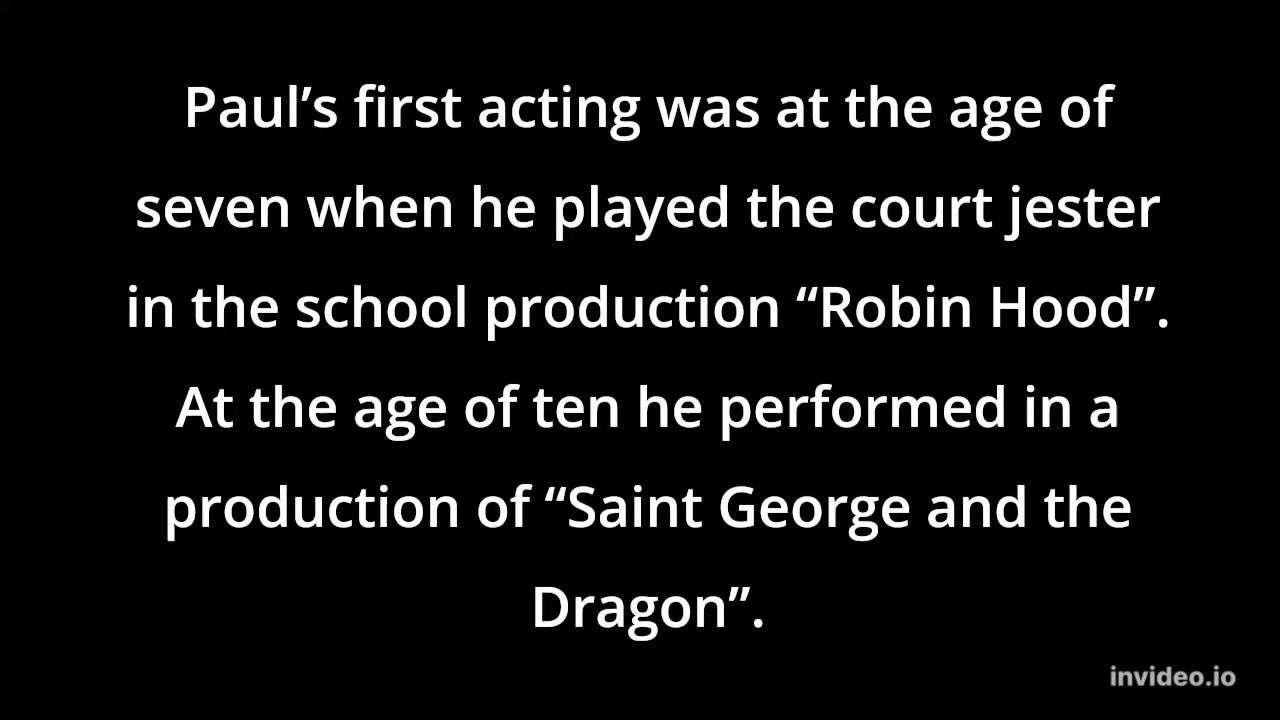 Paul’s first acting was at the age of
seven when he played the court jester
in the school production “Robin Hood”.
At the age of ten he performed in a
production of “Saint George and the
Dragon”.
invideo.io